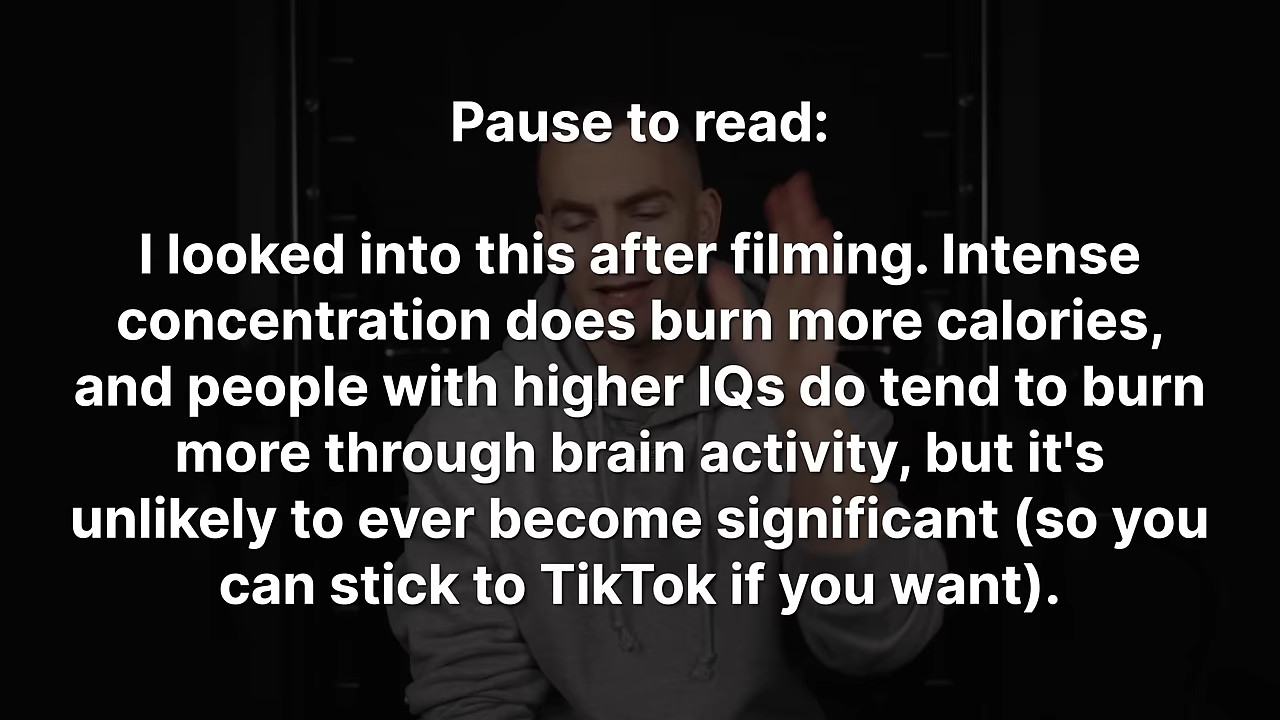 Pause to read:
I looked into this after filming. Intense
concentration does burn more calories,
and people with higher IQs do tend to burn
more through brain activity, but it's
unlikely to ever become significant (so you
can stick to TikTok if you want).